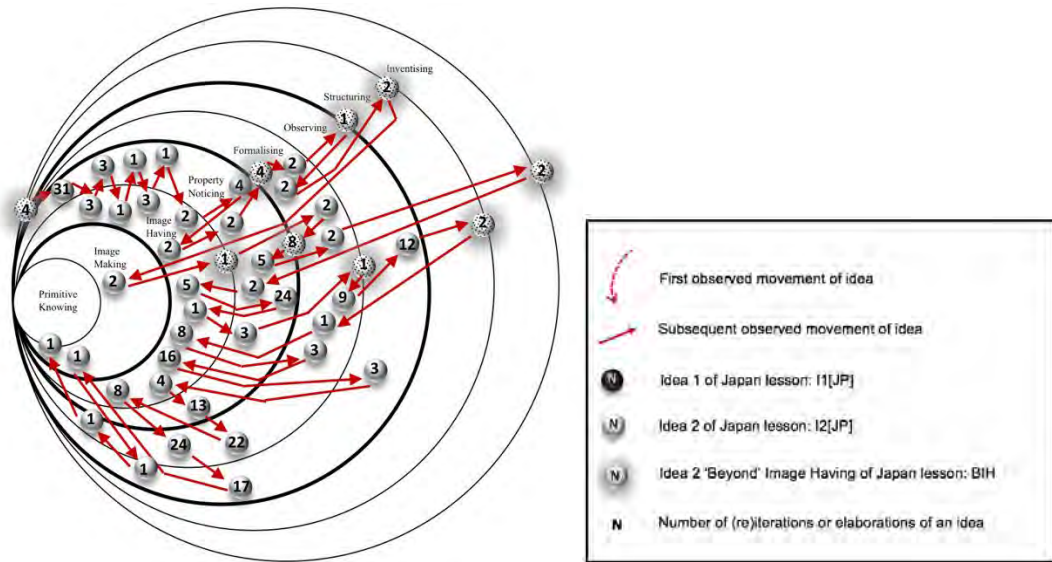 Inventising
2
Structuring
1
Observing
Formalising
2
4
2
2
3
1
1
31
4
3
1
3
2
Property
Noticing
4
2
2
2
8
2
12
Image
Having
2
Image
Making
2
1
5
1
Primitive
Knowing
5
2
24
9
1
3
1
8
3
16
3
1
1
4
8
13
1
24
22
1
17
First observed movement of idea
Subsequent observed movement of idea
N Idea 1 of Japan lesson: I1[JP]
N Idea 2 of Japan lesson: I2[JP]
N Idea 2 'Beyond' Image Having of Japan lesson: BIH
N Number of (re)iterations or elaborations of an idea